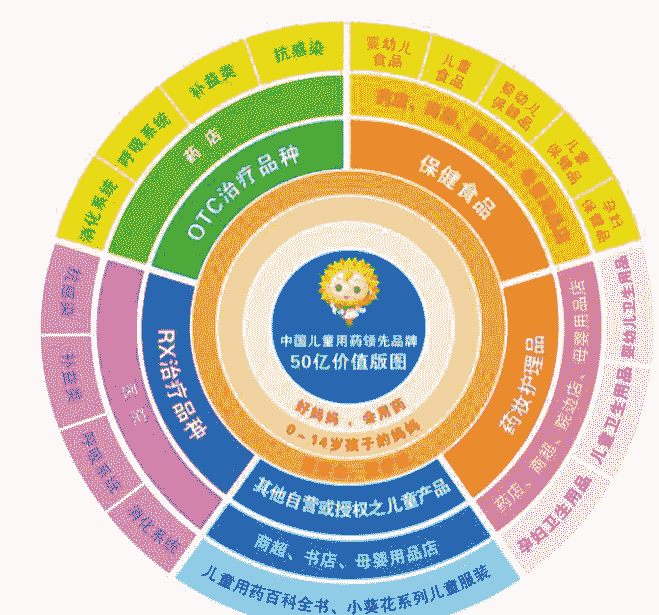 中国儿童用药领先品牌
50亿价值版图
好妈妈，会用药
0～14岁孩子的妈妈
OTC治疗品种
药店
消化系统
呼吸系统
补益类
抗感染
保健食品
婴幼儿
食品
儿童
食品
婴幼儿
保健品
儿童
保健品
孕妇
保健品
药妆护理品
药店、商超、院边店、母婴用品店
婴幼儿卫生用品
儿童卫生用品
孕妇卫生用品
其他自营或授权之儿童产品
商超、书店、母婴用品店
儿童用药百科全书、小葵花系列儿童服装
RX治疗品种
医院
抗感染
补益类
呼吸系统
消化系统